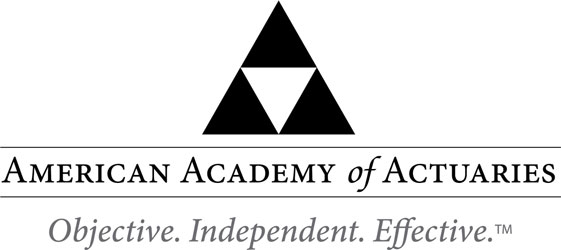 AMERICAN ACADEMY of ACTUARIES
Objective. Independent. Effective.™